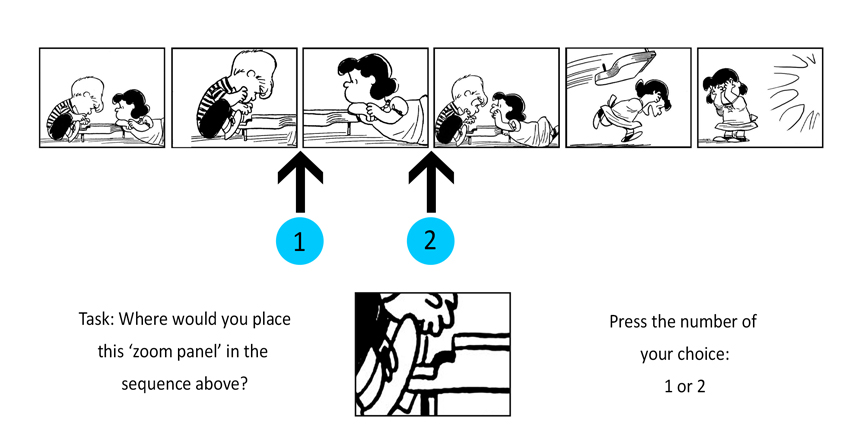 1
2
Task: Where would you place
this ‘zoom panel’ in the
sequence above?
Press the number of
your choice:
1 or 2